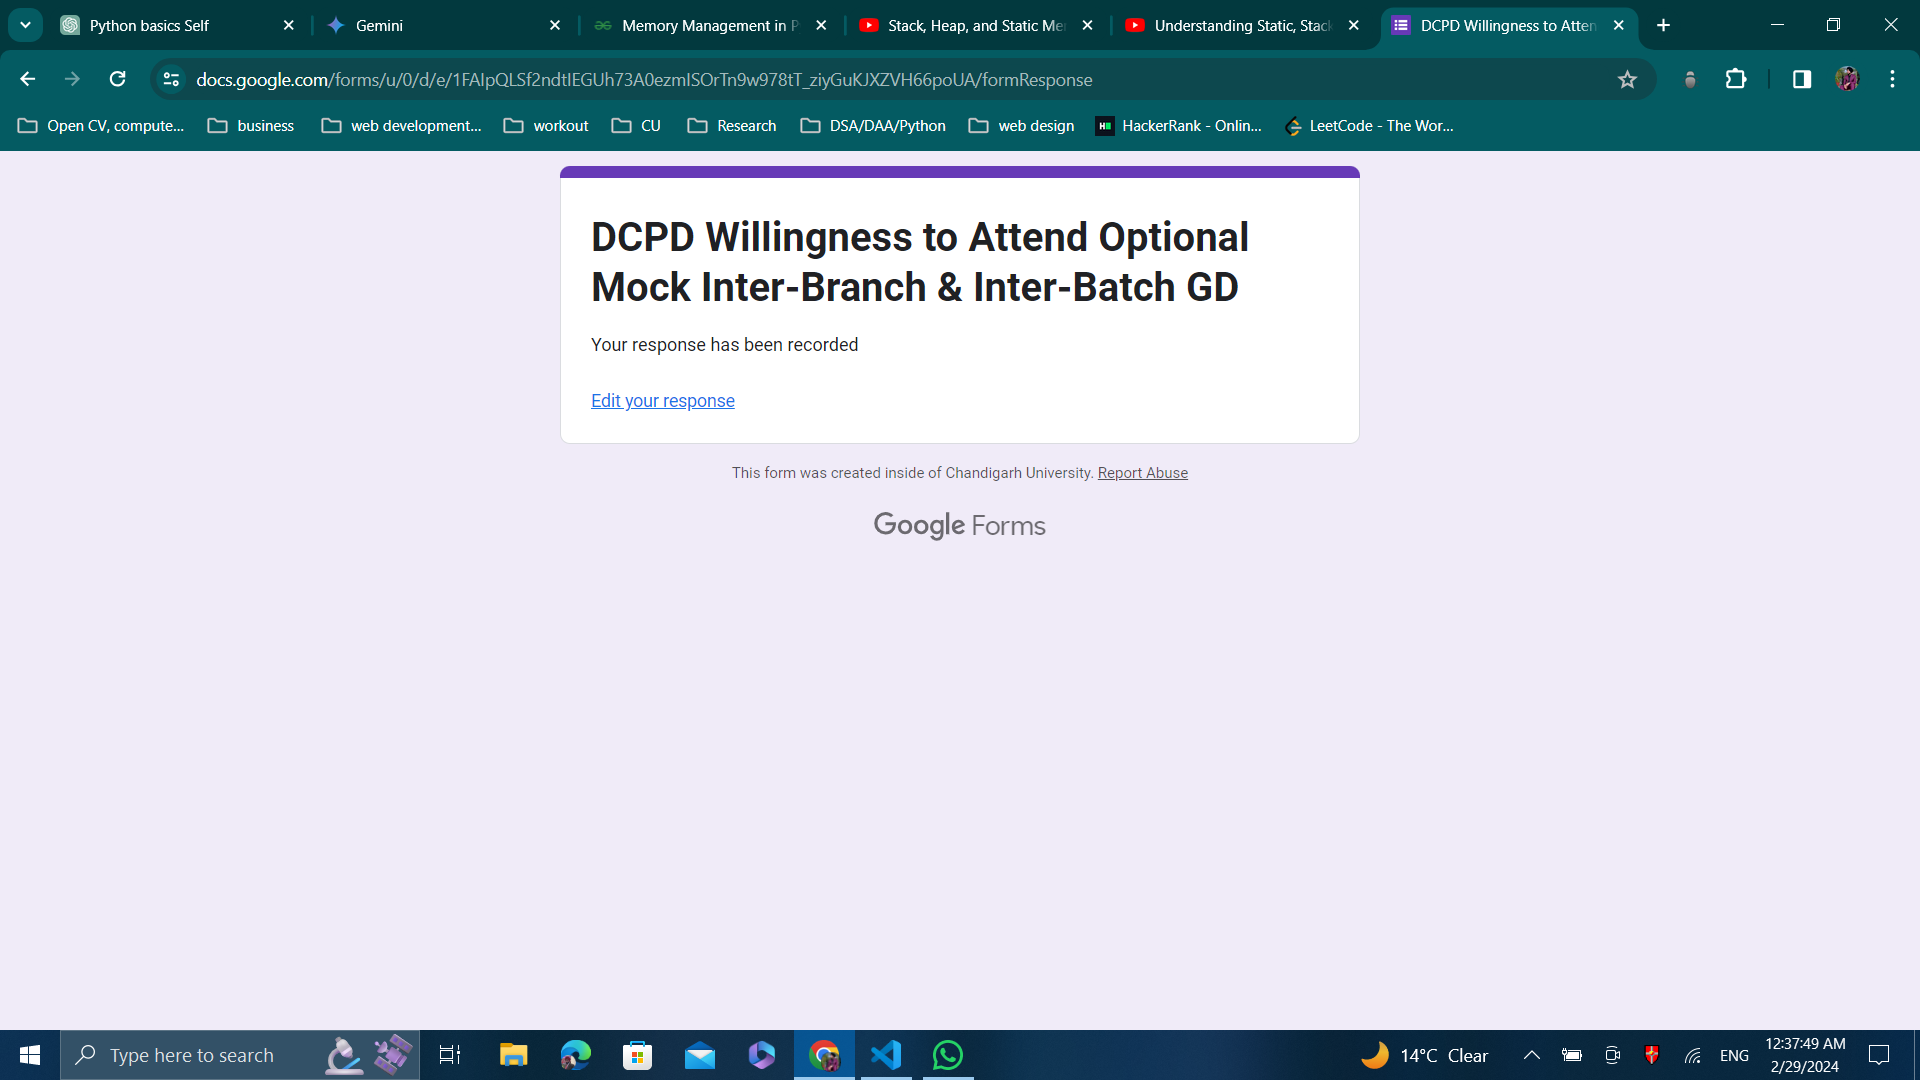 Python basics Self
Gemini
Memory Management in P
Stack, Heap, and Static Me
Understanding Static, Stack
DCPD Willingness to Atten
docs.google.com/forms/u/0/d/e/1FAIpQLSf2ndtIEGUh73A0ezmISOrTn9w978tT_ziyGuKJXZVH66poUA/formResponse
Open CV, compute...
business
web development...
workout
CU
Research
DSA/DAA/Python
web design
HackerRank - Onlin...
LeetCode - The Wor...
DCPD Willingness to Attend Optional
Mock Inter-Branch & Inter-Batch GD
Your response has been recorded
Edit your response
This form was created inside of Chandigarh University. Report Abuse
Google Forms
Type here to search
14°C Clear
ENG
12:37:49 AM
2/29/2024